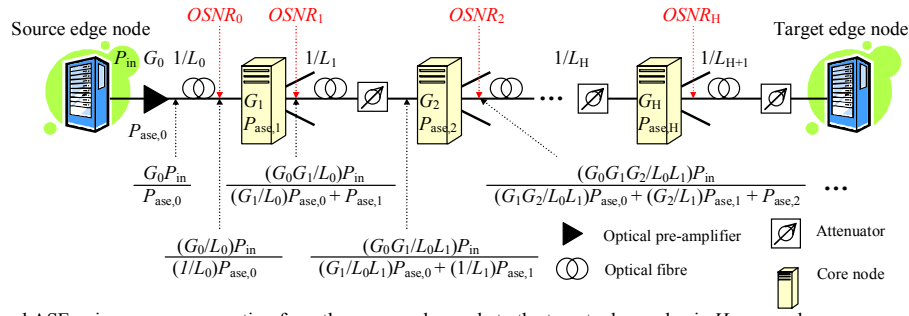 OSNR0 OSNR1 OSNR2 OSNRH
Source edge node Target edge node
Pin G0 1/L0 1/L1 1/LH 1/LH+1
G1 G2 ... GH
Pase,0 Pase,1 Pase,2 Pase,H
G0Pin
Pase,0
(G0G1/L0)Pin
(G1/L0)Pase,0 + Pase,1
(G0G1G2/L0L1)Pin
(G1G2/L0L1)Pase,0 + (G2/L1)Pase,1 + Pase,2
...
(G0/L0)Pin
(1/L0)Pase,0
(G0G1/L0L1)Pin
(G1/L0L1)Pase,0 + (1/L1)Pase,1
Optical pre-amplifier
Attenuator
Optical fibre
Core node